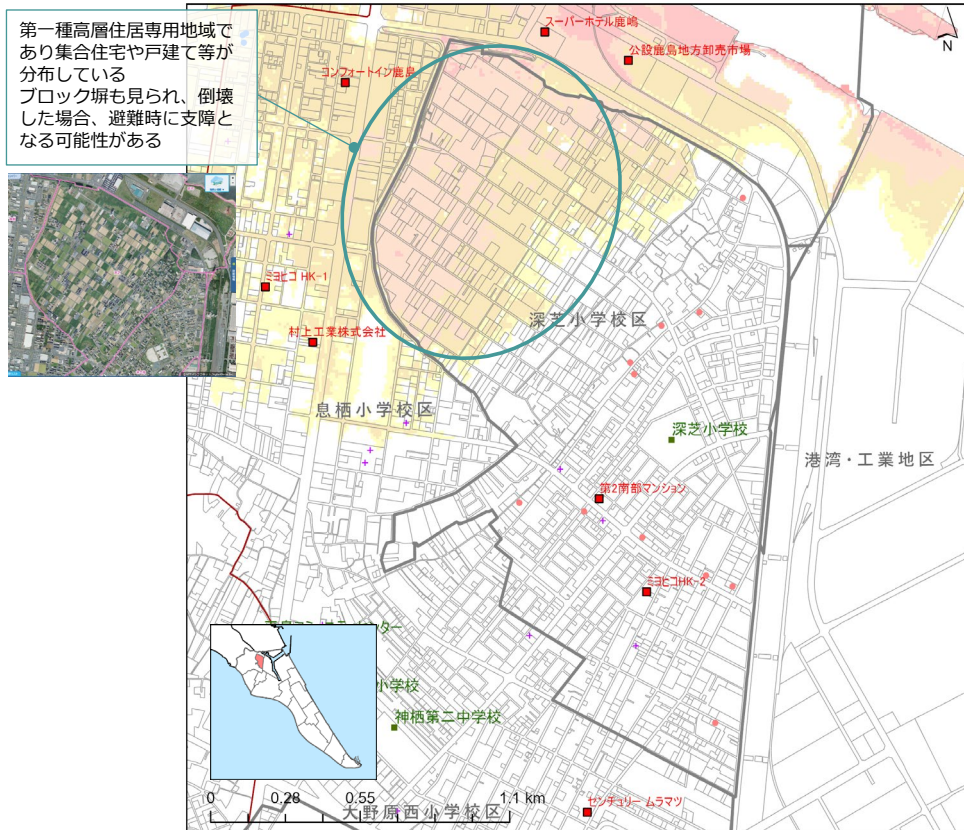 第一種高層住居専用地域で
あり集合住宅や戸建て等が
分布している
ブロック塀も見られ、倒壊
した場合、避難時に支障と
なる可能性がある
スーパーホテル鹿嶋
公設鹿島地方卸売市場
コンフォートイン鹿島
N
ミヨヒコ HK-1
村上工業株式会社
深芝小学校区
息栖小学校区
深芝小学校
港湾・工業地区
第2南部マンション
ミヨヒコHK-2
ター
小学校
神栖第二中学校
0
0.28
0.55
1.1 km
センチュリー ムラマツ
大野原西小学校区